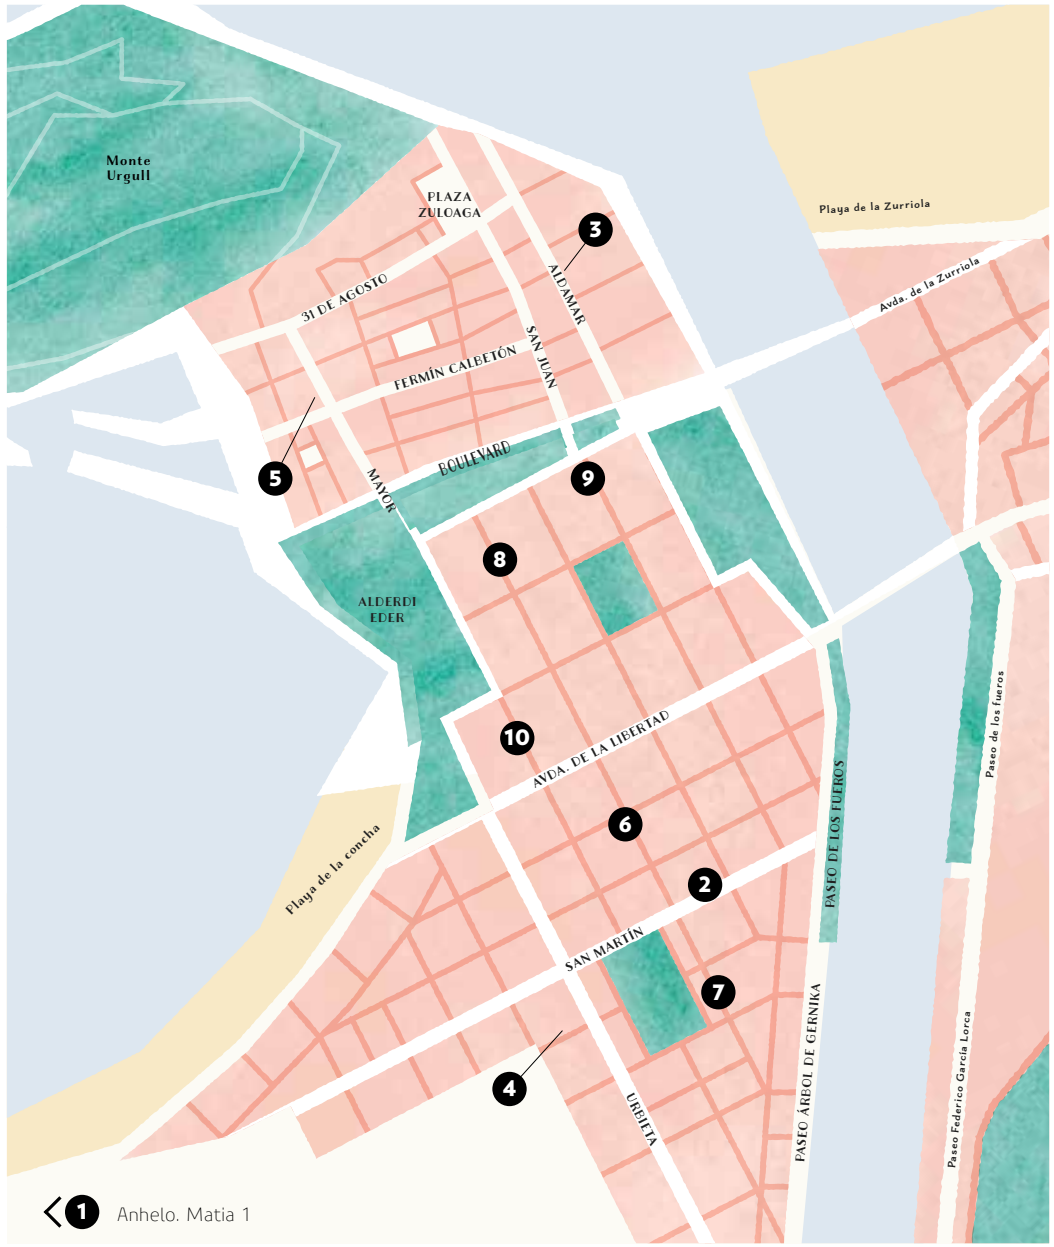 Monte
Urgull
PLAZA
ZULOAGA
Playa de la Zurriola
3
Avda. de la Zurriola
31 DE AGOSTO
ALDAMAR
SAN JUAN
FERMÍN CALBETÓN
5
MAYOR
BOULEVARD
9
8
ALDERDI
EDER
10
AVDA. DE LA LIBERTAD
Paseo de los fueros
6
PASEO DE LOS FUEROS
Playa de la concha
2
SAN MARTÍN
7
4
URBIETA
PASEO ÁRBOL DE GERNIKA
Paseo Federico García Lorca
1 Anhelo. Matia 1